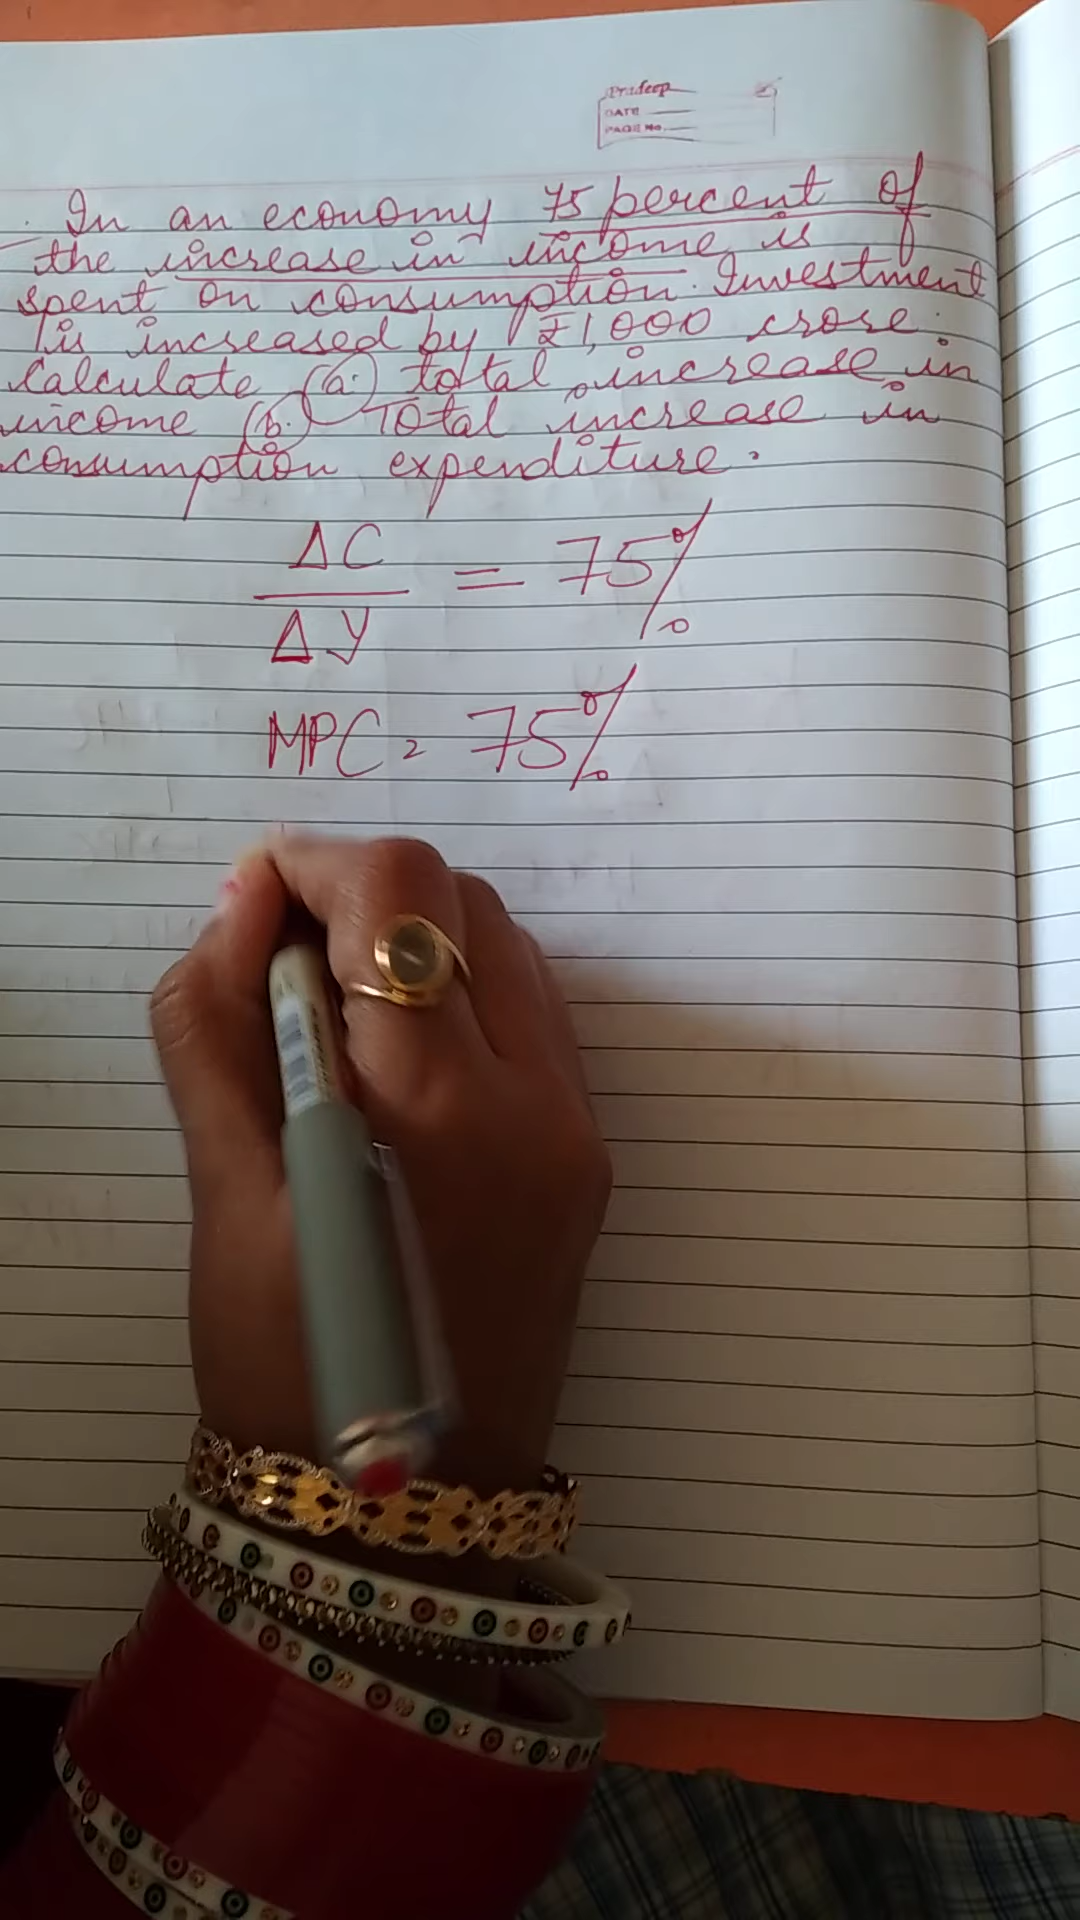 Pradeep
DATE
PAGE No.
In an economy 75 percent of
the increase in income is
spent on consumption. Investment
is increased by ₹1,000 crore.
Calculate (a.) total increase in
income (b.) Total increase in
consumption expenditure.
ΔC
= 75%
ΔY
MPC = 75%